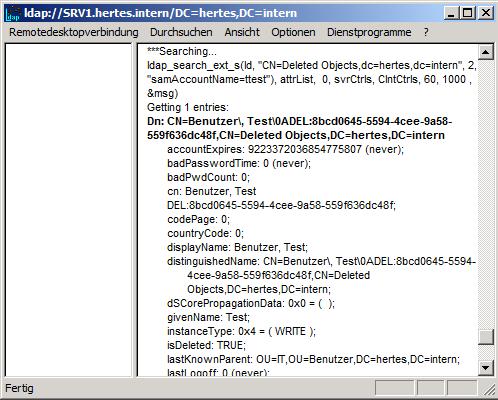 ldap://SRV1.hertes.intern/DC=hertes,DC=intern
Remotedesktopverbindung Durchsuchen Ansicht Optionen Dienstprogramme ?
***Searching...
ldap_search_ext_s(ld, "CN=Deleted Objects,dc=hertes,dc=intern", 2,
"samAccountName=ttest"), attrList, 0, svrCtrls, ClntCtrls, 60, 1000 ,
&msg)
Getting 1 entries:
Dn: CN=Benutzer\, Test\0ADEL:8bcd0645-5594-4cee-9a58-
559f636dc48f,CN=Deleted Objects,DC=hertes,DC=intern
accountExpires: 9223372036854775807 (never);
badPasswordTime: 0 (never);
badPwdCount: 0;
cn: Benutzer, Test
DEL:8bcd0645-5594-4cee-9a58-559f636dc48f;
codePage: 0;
countryCode: 0;
displayName: Benutzer, Test;
distinguishedName: CN=Benutzer\, Test\0ADEL:8bcd0645-5594-
4cee-9a58-559f636dc48f,CN=Deleted
Objects,DC=hertes,DC=intern;
dSCorePropagationData: 0x0 = ( );
givenName: Test;
instanceType: 0x4 = ( WRITE );
isDeleted: TRUE;
lastKnownParent: OU=IT,OU=Benutzer,DC=hertes,DC=intern;
lastLogoff: 0 (never);
Fertig